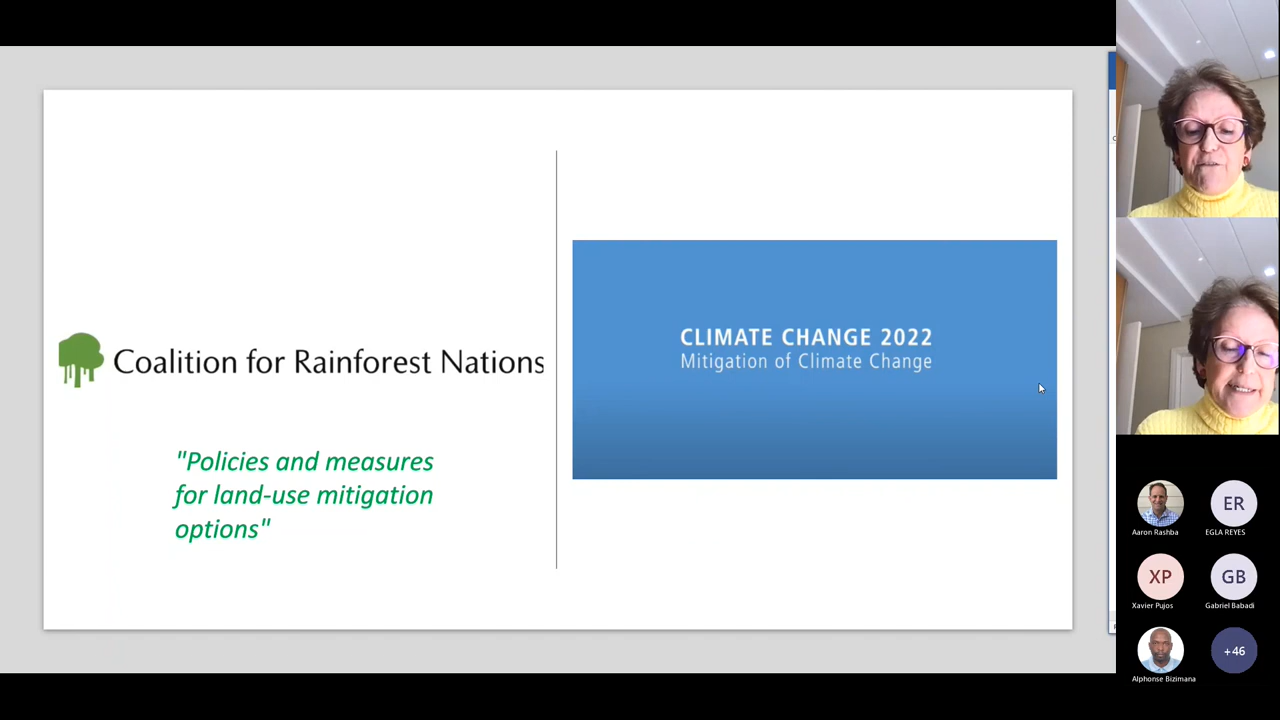 Coalition for Rainforest Nations
"Policies and measures
for land-use mitigation
options"
CLIMATE CHANGE 2022
Mitigation of Climate Change
Aaron Rashba
ER
EGLA REYES
XP
Xavier Pujos
GB
Gabriel Babadi
Alphonse Bizimana
+46